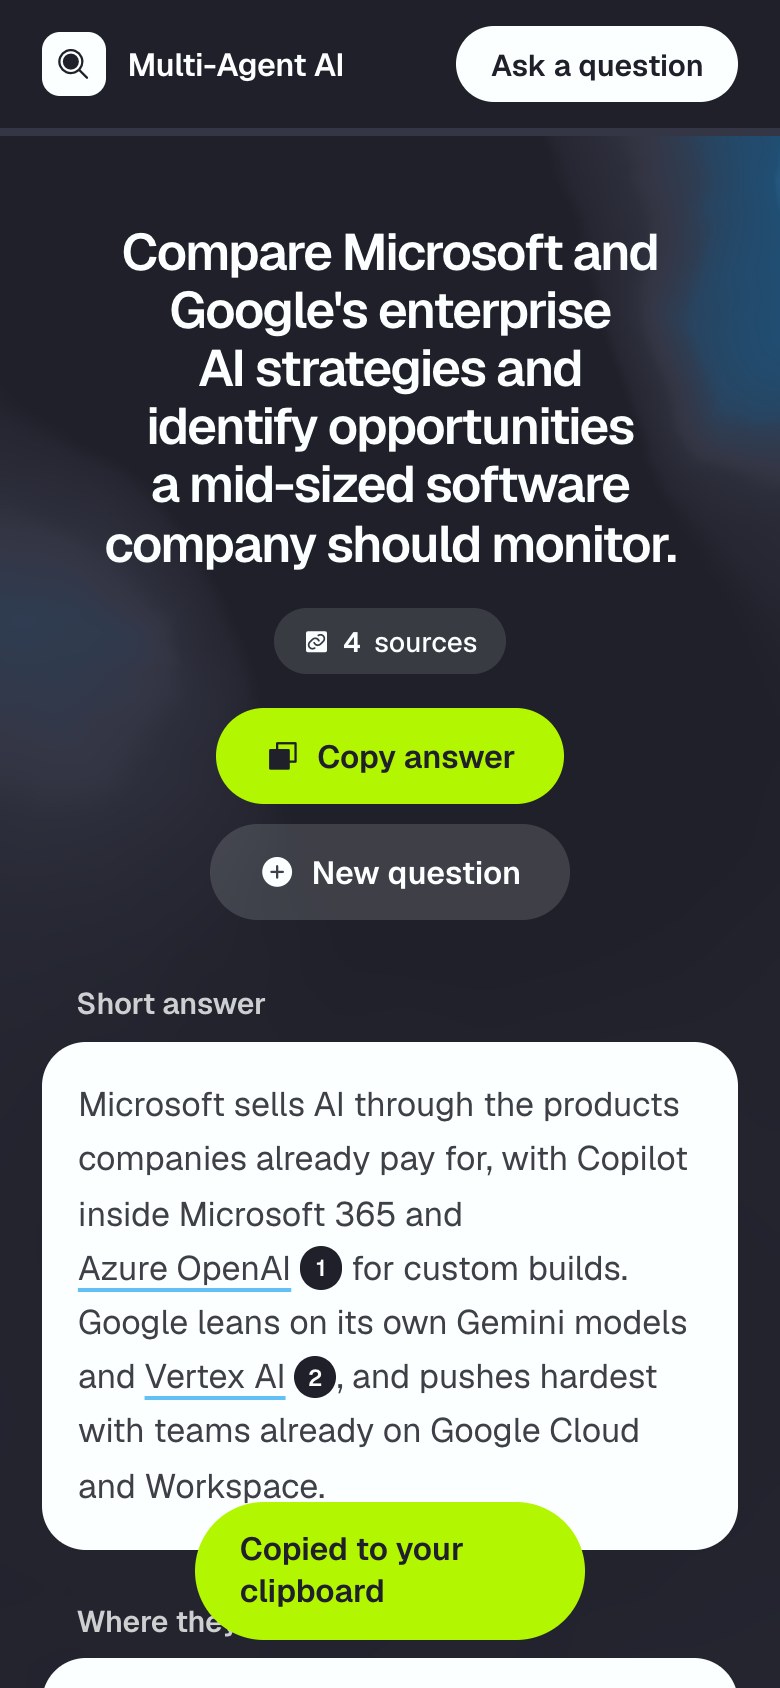 Multi-Agent AI
Ask a question
Compare Microsoft and
Google's enterprise
AI strategies and
identify opportunities
a mid-sized software
company should monitor.
4 sources
Copy answer
New question
Short answer
Microsoft sells AI through the products
companies already pay for, with Copilot
inside Microsoft 365 and
Azure OpenAI 1 for custom builds.
Google leans on its own Gemini models
and Vertex AI 2, and pushes hardest
with teams already on Google Cloud
and Workspace.
Copied to your
clipboard
Where they